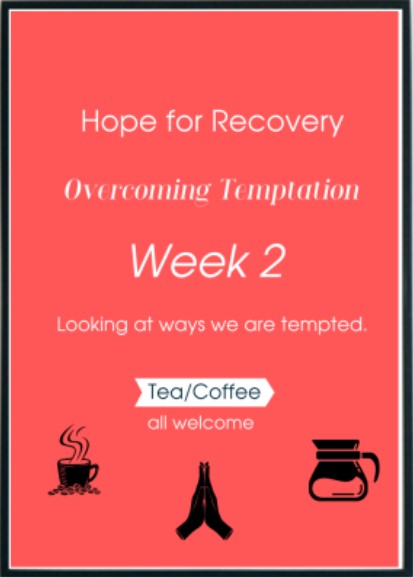 Hope for Recovery
Overcoming Temptation
Week 2
Looking at ways we are tempted.
Tea/Coffee
all welcome